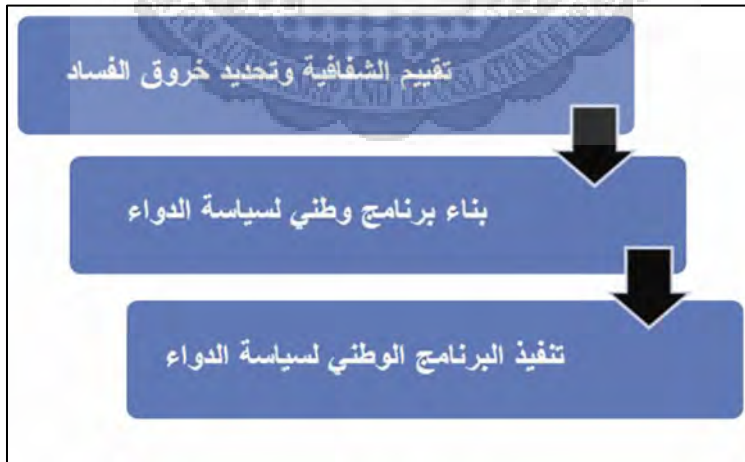 تقييم الشفافية وتحديد خروق الفساد
بناء برنامج وطني لسياسة الدواء
تنفيذ البرنامج الوطني لسياسة الدواء